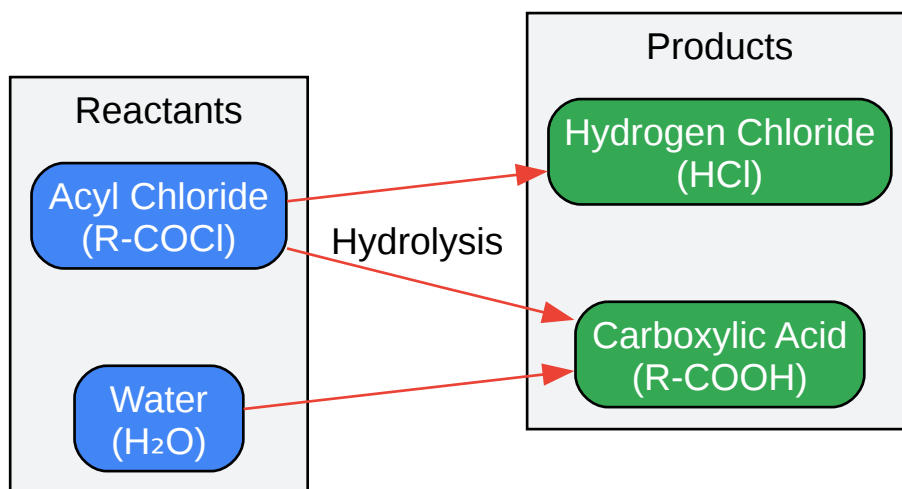 Reactants
Acyl Chloride
(R-COCl)
Water
(H₂O)
Hydrolysis
Products
Hydrogen Chloride
(HCl)
Carboxylic Acid
(R-COOH)